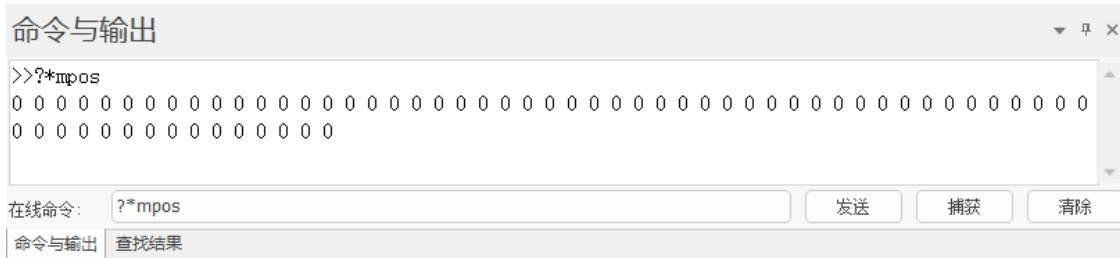 命令与输出
>>?*mpos
0 0 0 0 0 0 0 0 0 0 0 0 0 0 0 0 0 0 0 0 0 0 0 0 0 0 0 0 0 0 0 0 0 0 0 0 0 0 0 0 0 0 0 0 0 0 0 0 0
0 0 0 0 0 0 0 0 0 0 0 0 0 0 0
在线命令: ?*mpos 发送 捕获 清除
命令与输出 查找结果